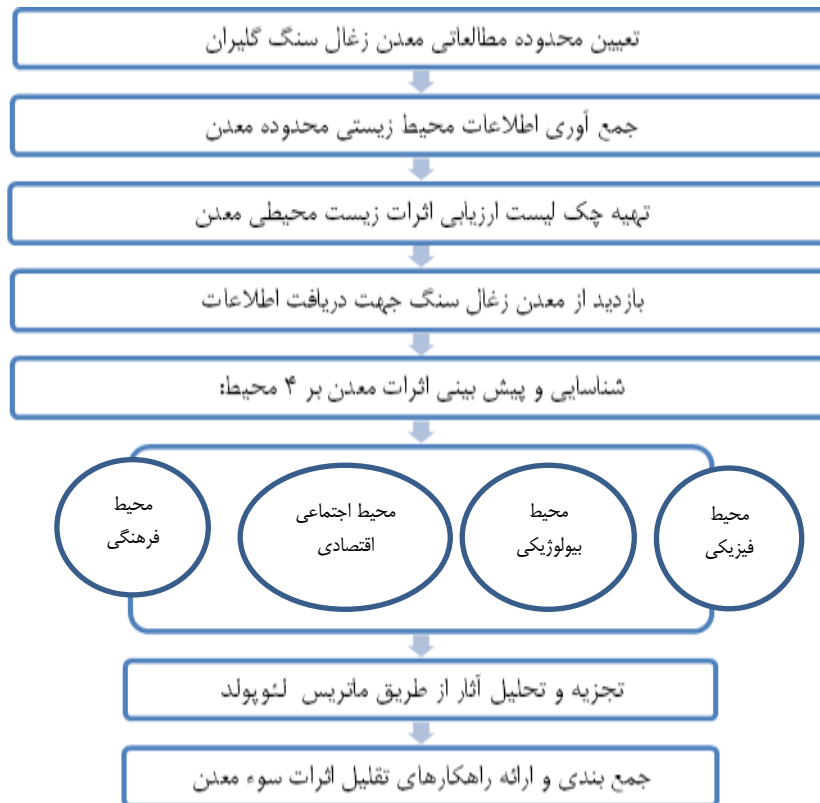 تعیین محدوده مطالعاتی معدن زغال سنگ گلیران
جمع آوری اطلاعات محیط زیستی محدوده معدن
تهیه چک لیست ارزیابی اثرات زیست محیطی معدن
بازدید از معدن زغال سنگ جهت دریافت اطلاعات
شناسایی و پیش بینی اثرات معدن بر ۴ محیط:
محیط
فیزیکی
محیط
بیولوژیکی
محیط اجتماعی
اقتصادی
محیط
فرهنگی
تجزیه و تحلیل آثار از طریق ماتریس لئوپولد
جمع بندی و ارائه راهکارهای تقلیل اثرات سوء معدن